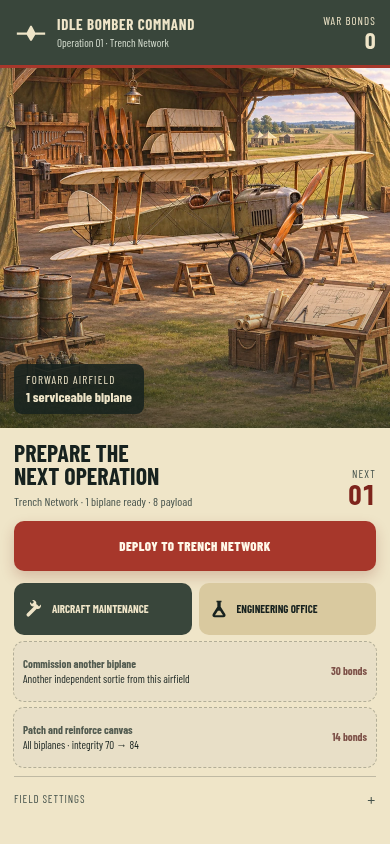 IDLE BOMBER COMMAND
Operation 01 · Trench Network
WAR BONDS
0
FORWARD AIRFIELD
1 serviceable biplane
PREPARE THE
NEXT OPERATION
Trench Network · 1 biplane ready · 8 payload
NEXT
01
DEPLOY TO TRENCH NETWORK
AIRCRAFT MAINTENANCE
ENGINEERING OFFICE
Commission another biplane
Another independent sortie from this airfield
30 bonds
Patch and reinforce canvas
All biplanes · integrity 70 → 84
14 bonds
FIELD SETTINGS
+